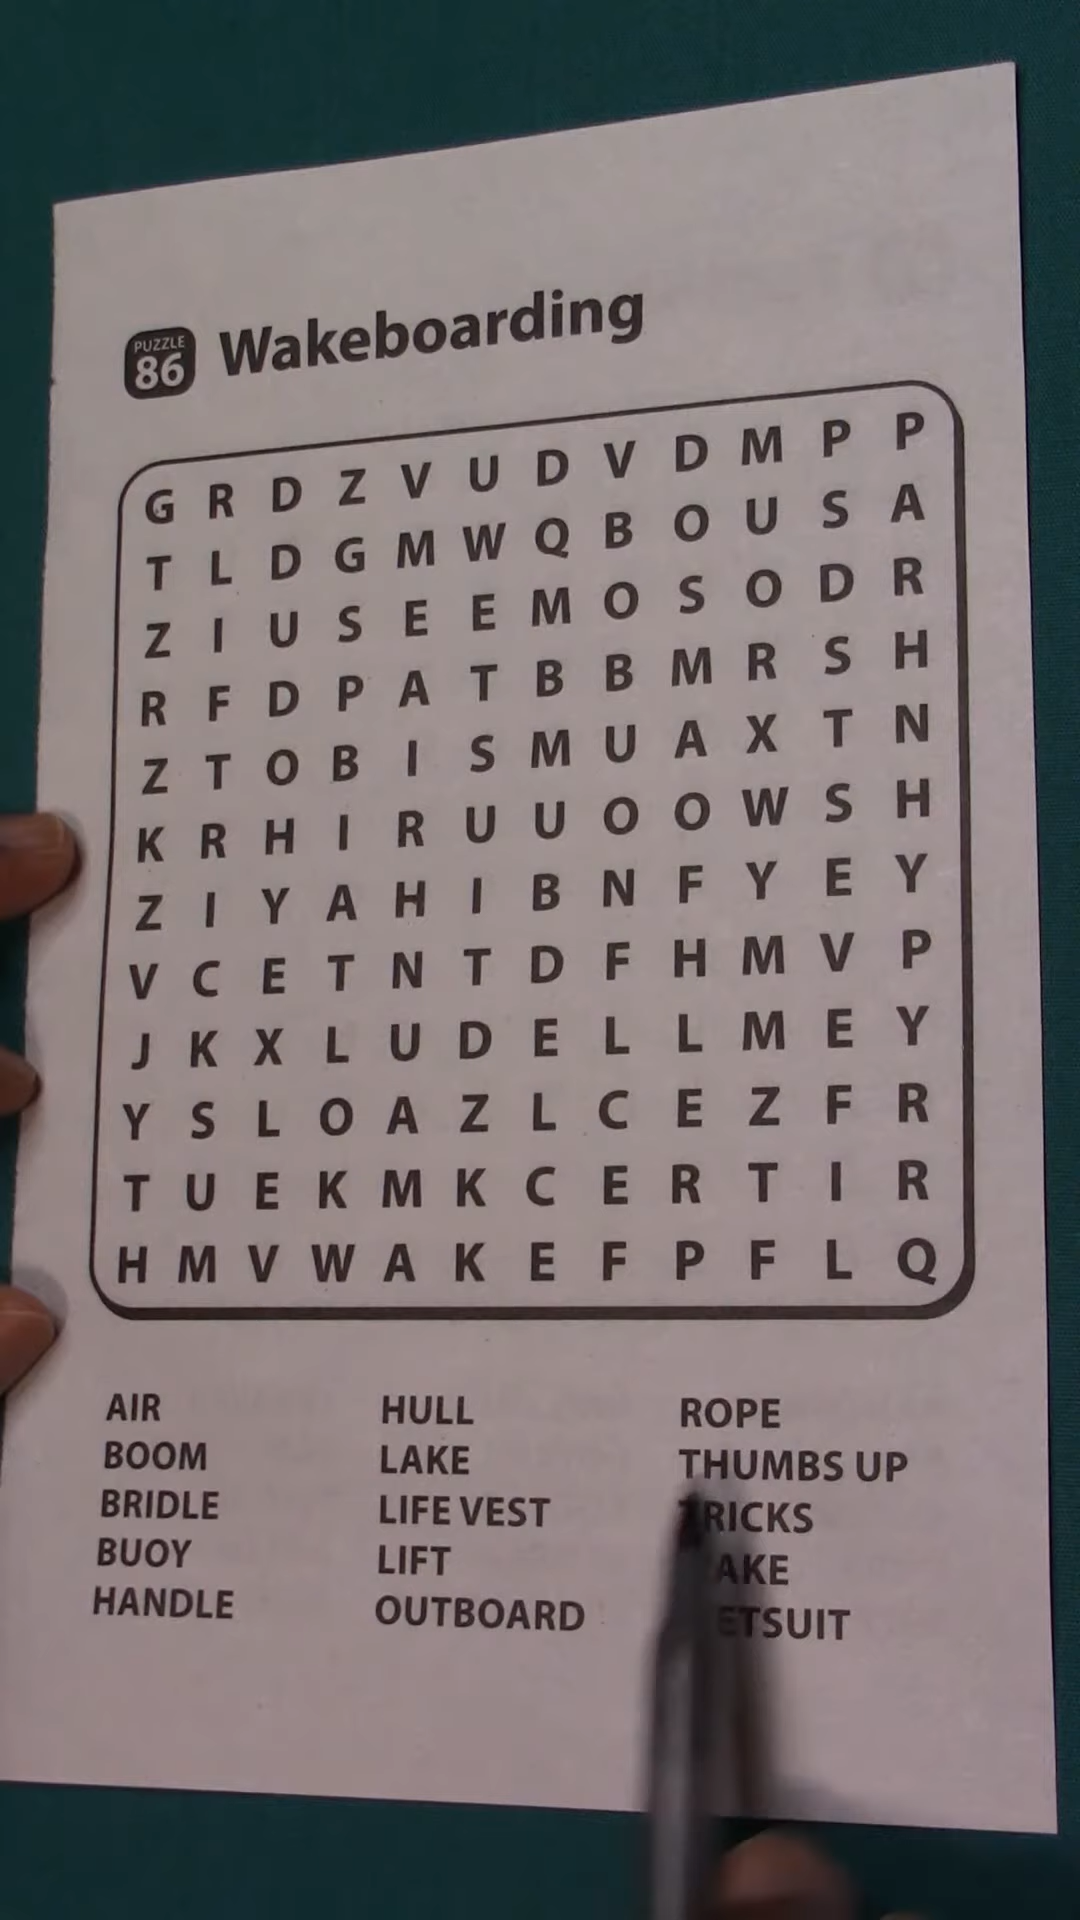 PUZZLE
86
Wakeboarding
G R D Z V U D V D M P P
T L D G M W Q B O U S A
Z I U S E E M O S O D R
R F D P A T B B M R S H
Z T O B I S M U A X T N
K R H I R U U O O W S H
Z I Y A H I B N F Y E Y
V C E T N T D F H M V P
J K X L U D E L L M E Y
Y S L O A Z L C E Z F R
T U E K M K C E R T I R
H M V W A K E F P F L Q
AIR HULL ROPE
BOOM LAKE THUMBS UP
BRIDLE LIFE VEST RICKS
BUOY LIFT AKE
HANDLE OUTBOARD ETSUIT